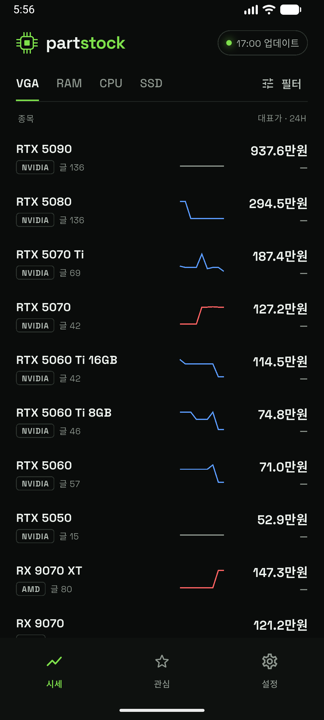 5:56
partstock
17:00 업데이트
VGA RAM CPU SSD 필터
종목 대표가 · 24H
RTX 5090 937.6만원
NVIDIA 글 136 —
RTX 5080 294.5만원
NVIDIA 글 136 —
RTX 5070 Ti 187.4만원
NVIDIA 글 69 —
RTX 5070 127.2만원
NVIDIA 글 42 —
RTX 5060 Ti 16GB 114.5만원
NVIDIA 글 42 —
RTX 5060 Ti 8GB 74.8만원
NVIDIA 글 46 —
RTX 5060 71.0만원
NVIDIA 글 57 —
RTX 5050 52.9만원
NVIDIA 글 15 —
RX 9070 XT 147.3만원
AMD 글 80 —
RX 9070 121.2만원
시세 관심 설정